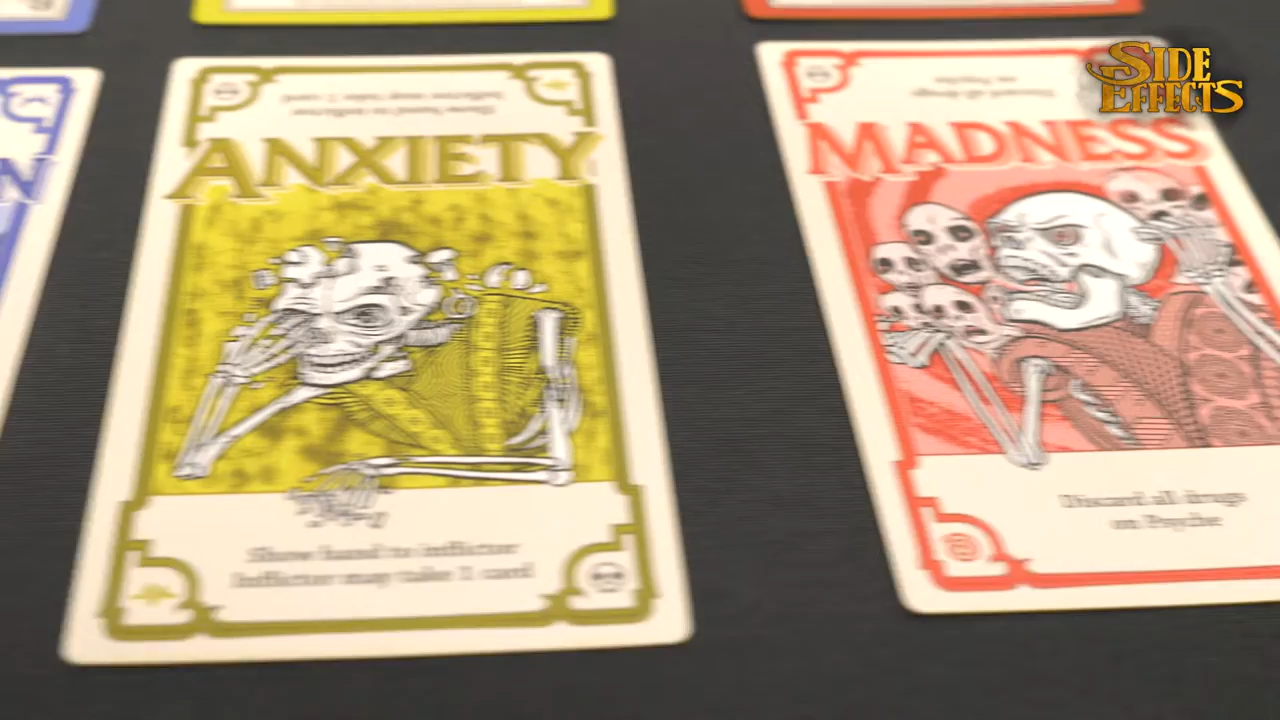 SIDE
EFFECTS
ANXIETY
MADNESS
N
Show hand to inflictor
Inflictor may take 1 card
Discard all drugs
on Psyche